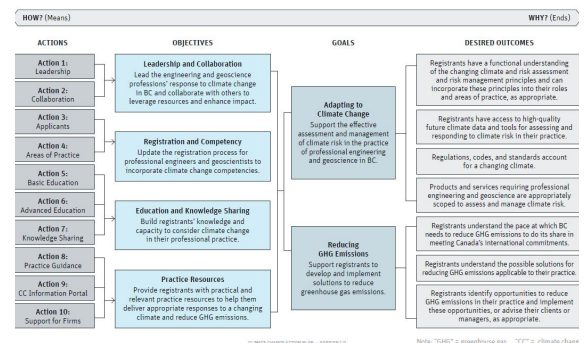 HOW? (Means)
WHY? (Ends)
ACTIONS
OBJECTIVES
GOALS
DESIRED OUTCOMES
Action 1:
Leadership
Action 2:
Collaboration
Action 3:
Applicants
Action 4:
Areas of Practice
Action 5:
Basic Education
Action 6:
Advanced Education
Action 7:
Knowledge Sharing
Action 8:
Practice Guidance
Action 9:
CC Information Portal
Action 10:
Support for Firms
Leadership and Collaboration
Lead the engineering and geoscience
professions' response to climate change
in BC and collaborate with others to
leverage resources and enhance impact.
Registration and Competency
Update the registration process for
professional engineers and geoscientists to
incorporate climate change competencies.
Education and Knowledge Sharing
Build registrants' knowledge and
capacity to consider climate change
in their professional practice.
Practice Resources
Provide registrants with practical and
relevant practice resources to help them
deliver appropriate responses to a changing
climate and reduce GHG emissions.
Adapting to
Climate Change
Support the effective
assessment and management
of climate risk in the practice
of professional engineering
and geoscience in BC.
Reducing
GHG Emissions
Support registrants to
develop and implement
solutions to reduce
greenhouse gas emissions.
Registrants have a functional understanding
of the changing climate and risk assessment
and risk management principles and can
incorporate these principles into their roles
and areas of practice, as appropriate.
Registrants have access to high-quality
future climate data and tools for assessing and
responding to climate risk in their practice.
Regulations, codes, and standards account
for a changing climate.
Products and services requiring professional
engineering and geoscience are appropriately
scoped to assess and manage climate risk.
Registrants understand the pace at which BC
needs to reduce GHG emissions to do its share in
meeting Canada's international commitments.
Registrants understand the possible solutions for
reducing GHG emissions applicable to their practice.
Registrants identify opportunities to reduce
GHG emissions in their practice and implement
these opportunities, or advise their clients or
managers, as appropriate.
Note: "GHG" = greenhouse gas "CC" = climate change